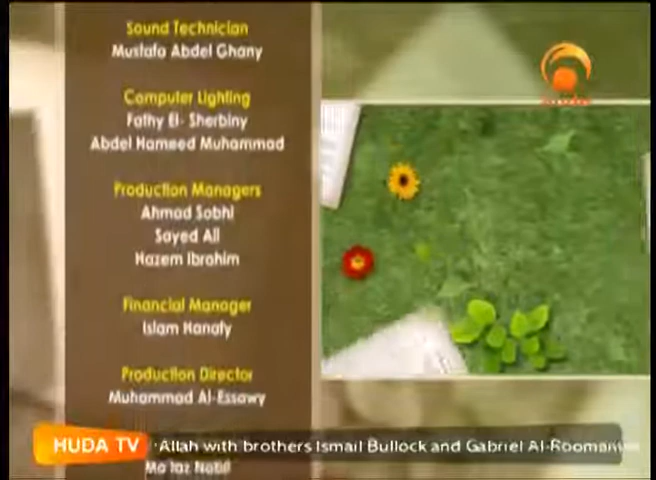 Sound Technician
Mustafa Abdel Ghany
Computer Lighting
Fathy El- Sherbiny
Abdel Hameed Muhammad
Production Managers
Ahmad Sobhi
Sayed Ali
Hazem Ibrahim
Financial Manager
Islam Hanafy
Production Director
Muhammad Al-Essawy
HUDA TV
Allah with brothers Ismail Bullock and Gabriel Al-Rooman
Nabil